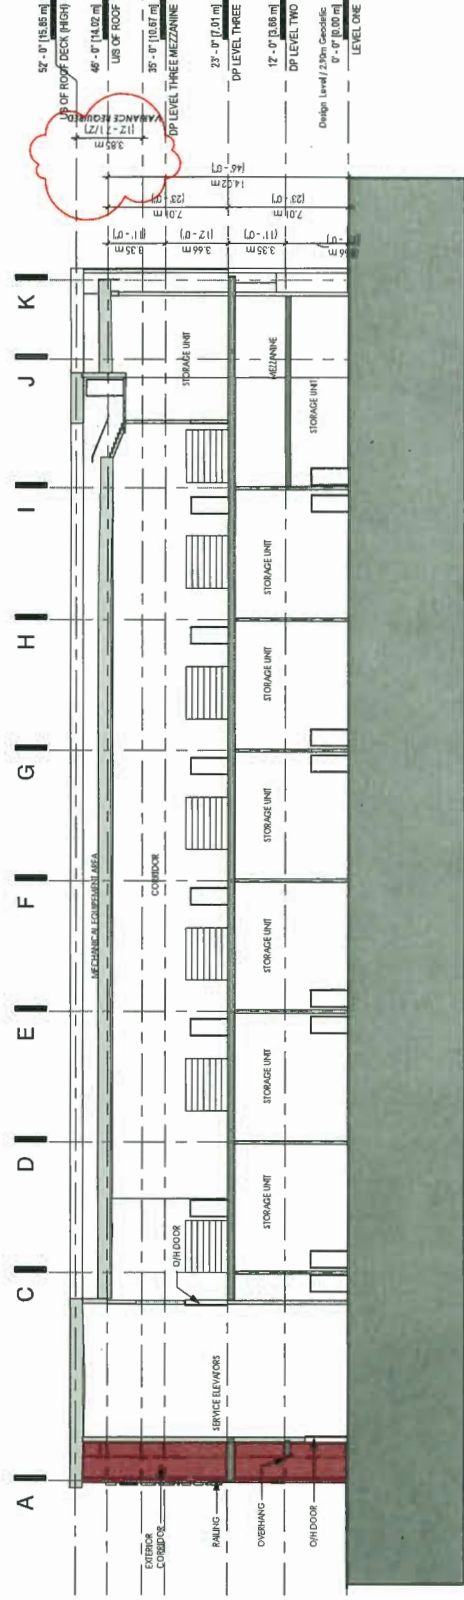 A
C
D
E
F
G
H
I
J
K
52' - 0" [15,85 m]
U/S OF ROOF DECK (HIGH)
46' - 0" [14,02 m]
U/S OF ROOF
35' - 0" [10,67 m]
DP LEVEL THREE MEZZANINE
23' - 0" [7,01 m]
DP LEVEL THREE
12' - 0" [3,66 m]
DP LEVEL TWO
Design Level / 2.90m Geodetic
0' - 0" [0,00 m]
LEVEL ONE
VARIANCE REQUIRED
[12' - 7 1/2]
3.85 m
[46' - 0"]
14.02 m
[23' - 0"]
7.01 m
[23' - 0"]
7.01 m
[11' - 0"]
3.35 m
[12' - 0"]
3.66 m
[11' - 0"]
3.35 m
MECHANICAL EQUIPEMENT AREA
CORRIDOR
STORAGE UNIT
MEZZANINE
STORAGE UNIT
STORAGE UNIT
STORAGE UNIT
STORAGE UNIT
STORAGE UNIT
STORAGE UNIT
STORAGE UNIT
O/H DOOR
SERVICE ELEVATORS
EXTERIOR
CORRIDOR
RAILING
OVERHANG
O/H DOOR